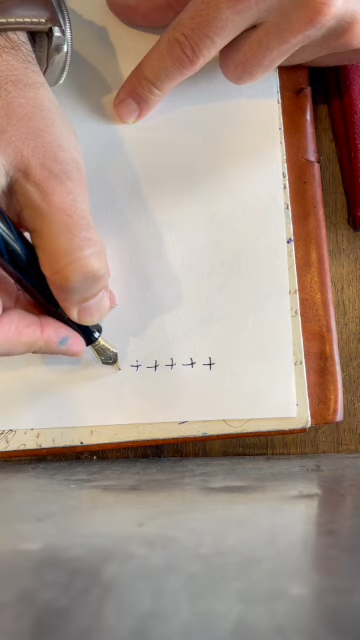 + + + + +